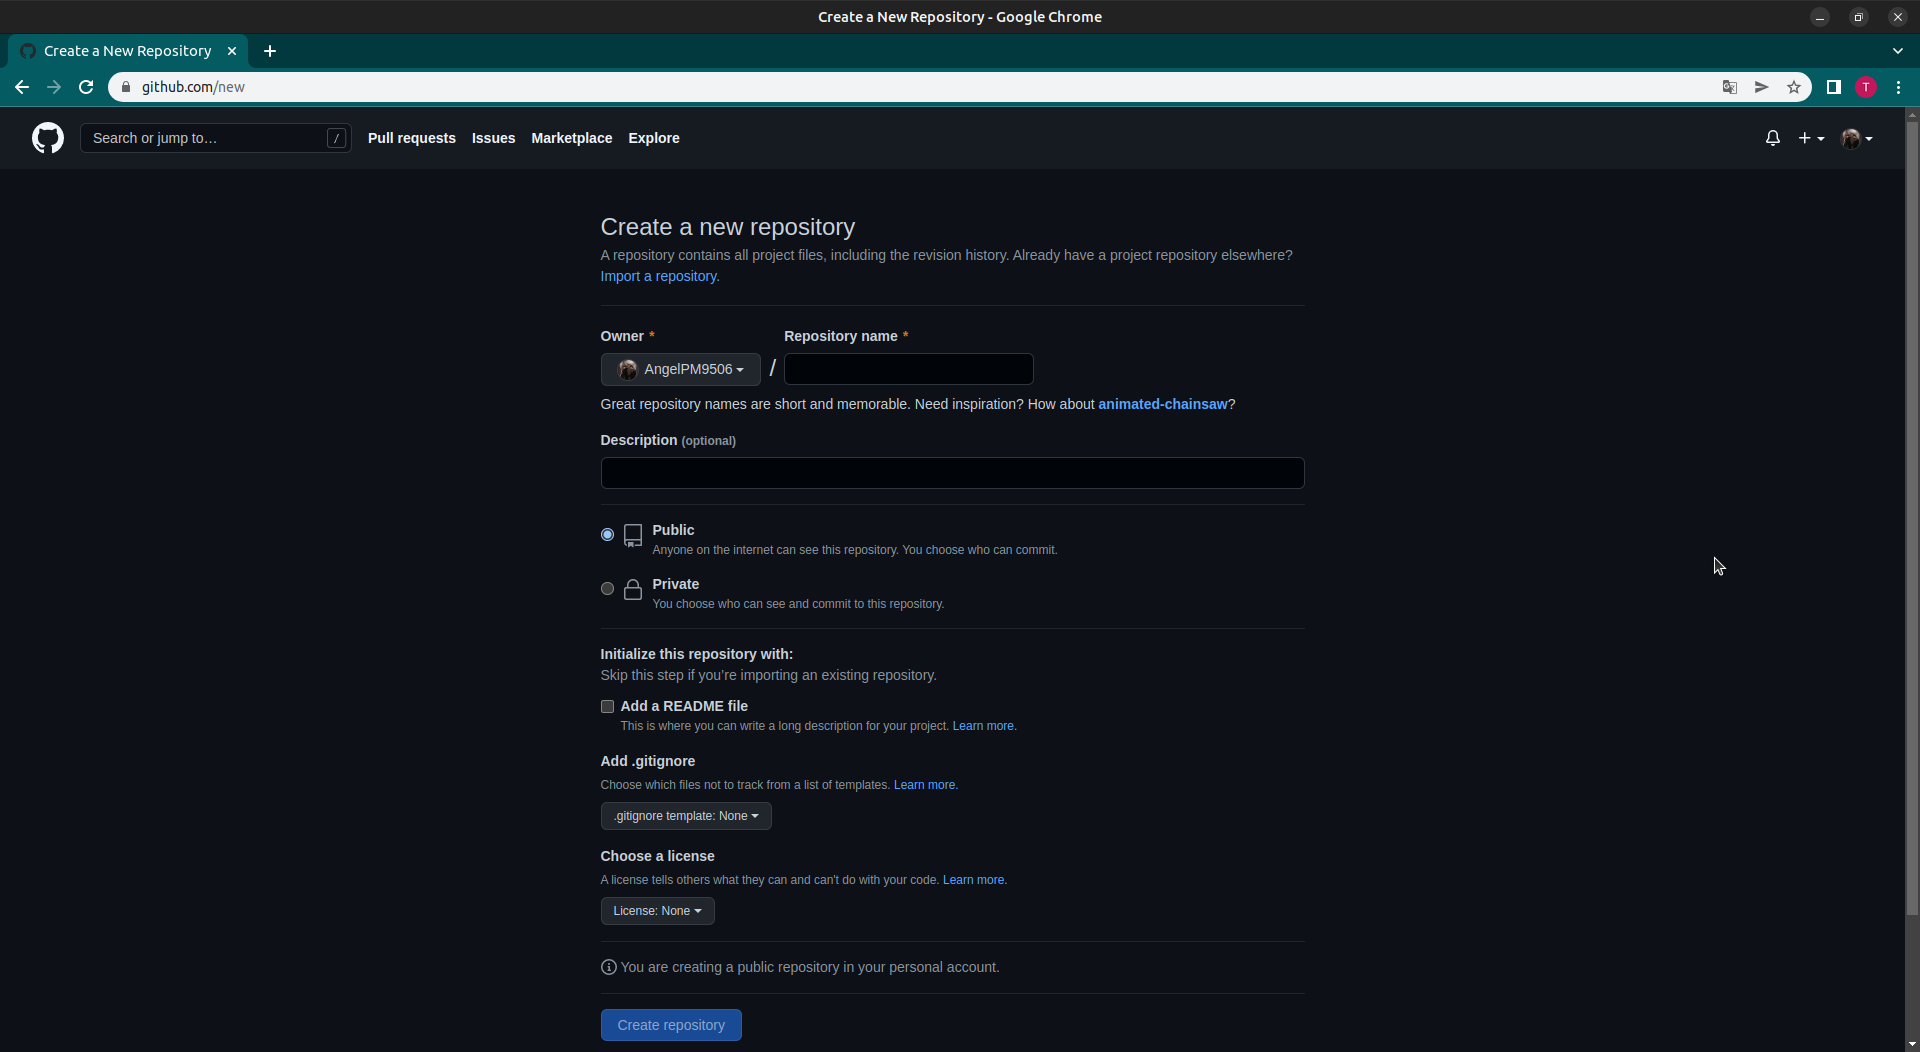 Create a New Repository - Google Chrome
Create a New Repository
github.com/new
T
Search or jump to…
/
Pull requests
Issues
Marketplace
Explore
Create a new repository
A repository contains all project files, including the revision history. Already have a project repository elsewhere?
Import a repository.
Owner *
Repository name *
AngelPM9506
/
Great repository names are short and memorable. Need inspiration? How about animated-chainsaw?
Description (optional)
Public
Anyone on the internet can see this repository. You choose who can commit.
Private
You choose who can see and commit to this repository.
Initialize this repository with:
Skip this step if you're importing an existing repository.
Add a README file
This is where you can write a long description for your project. Learn more.
Add .gitignore
Choose which files not to track from a list of templates. Learn more.
.gitignore template: None
Choose a license
A license tells others what they can and can't do with your code. Learn more.
License: None
You are creating a public repository in your personal account.
Create repository